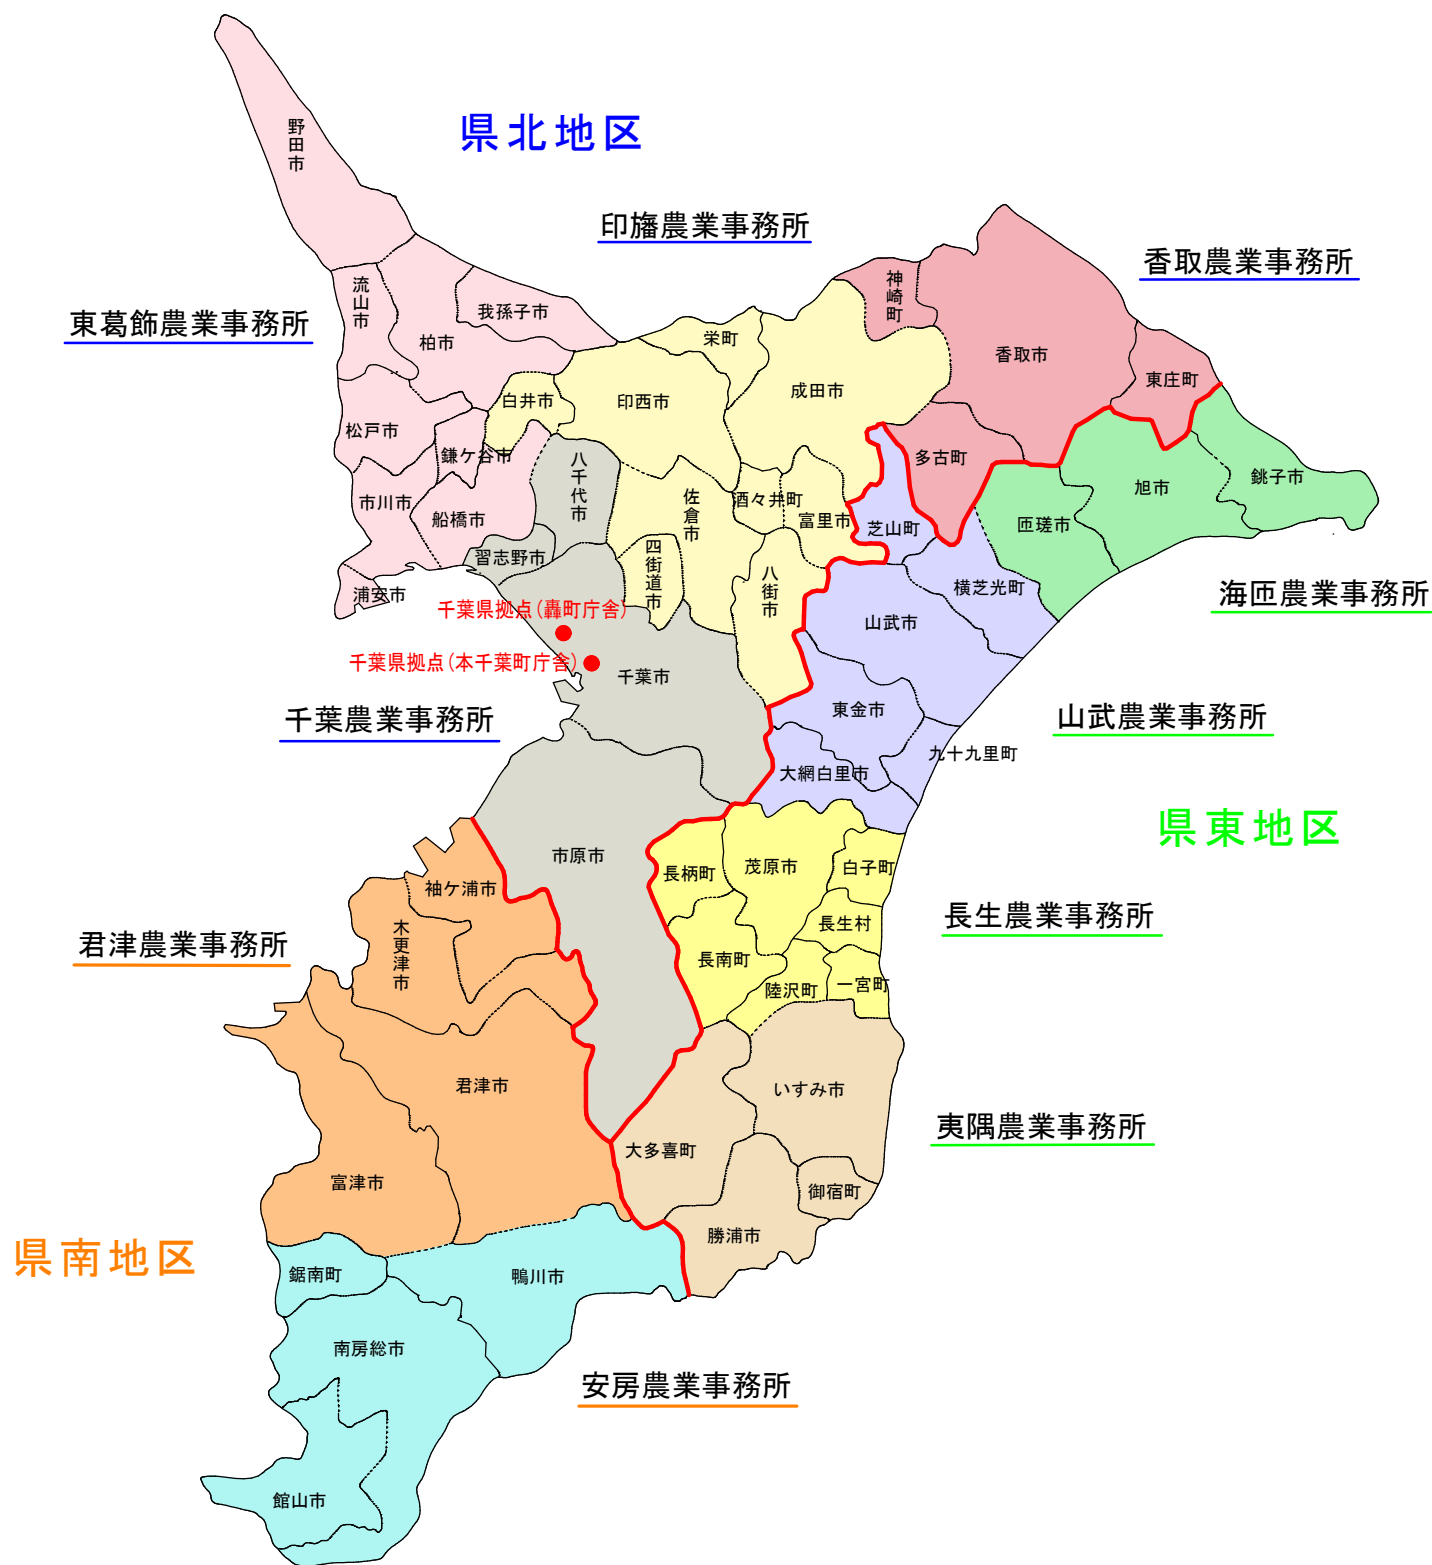 野田市
県北地区
印旛農業事務所
香取農業事務所
東葛飾農業事務所
流山市
我孫子市
柏市
栄町
神崎町
香取市
東庄町
成田市
白井市
印西市
松戸市
鎌ケ谷市
市川市
船橋市
八千代市
習志野市
浦安市
佐倉市
酒々井町
富里市
四街道市
八街市
多古町
芝山町
横芝光町
匝瑳市
旭市
銚子市
海匝農業事務所
千葉県拠点(轟町庁舎)
千葉県拠点(本千葉町庁舎)
千葉市
千葉農業事務所
山武市
東金市
山武農業事務所
九十九里町
大網白里市
県東地区
市原市
長柄町
茂原市
白子町
袖ケ浦市
木更津市
君津農業事務所
長生農業事務所
長生村
長南町
陸沢町
一宮町
君津市
いすみ市
夷隅農業事務所
大多喜町
御宿町
勝浦市
富津市
県南地区
鋸南町
鴨川市
南房総市
安房農業事務所
館山市